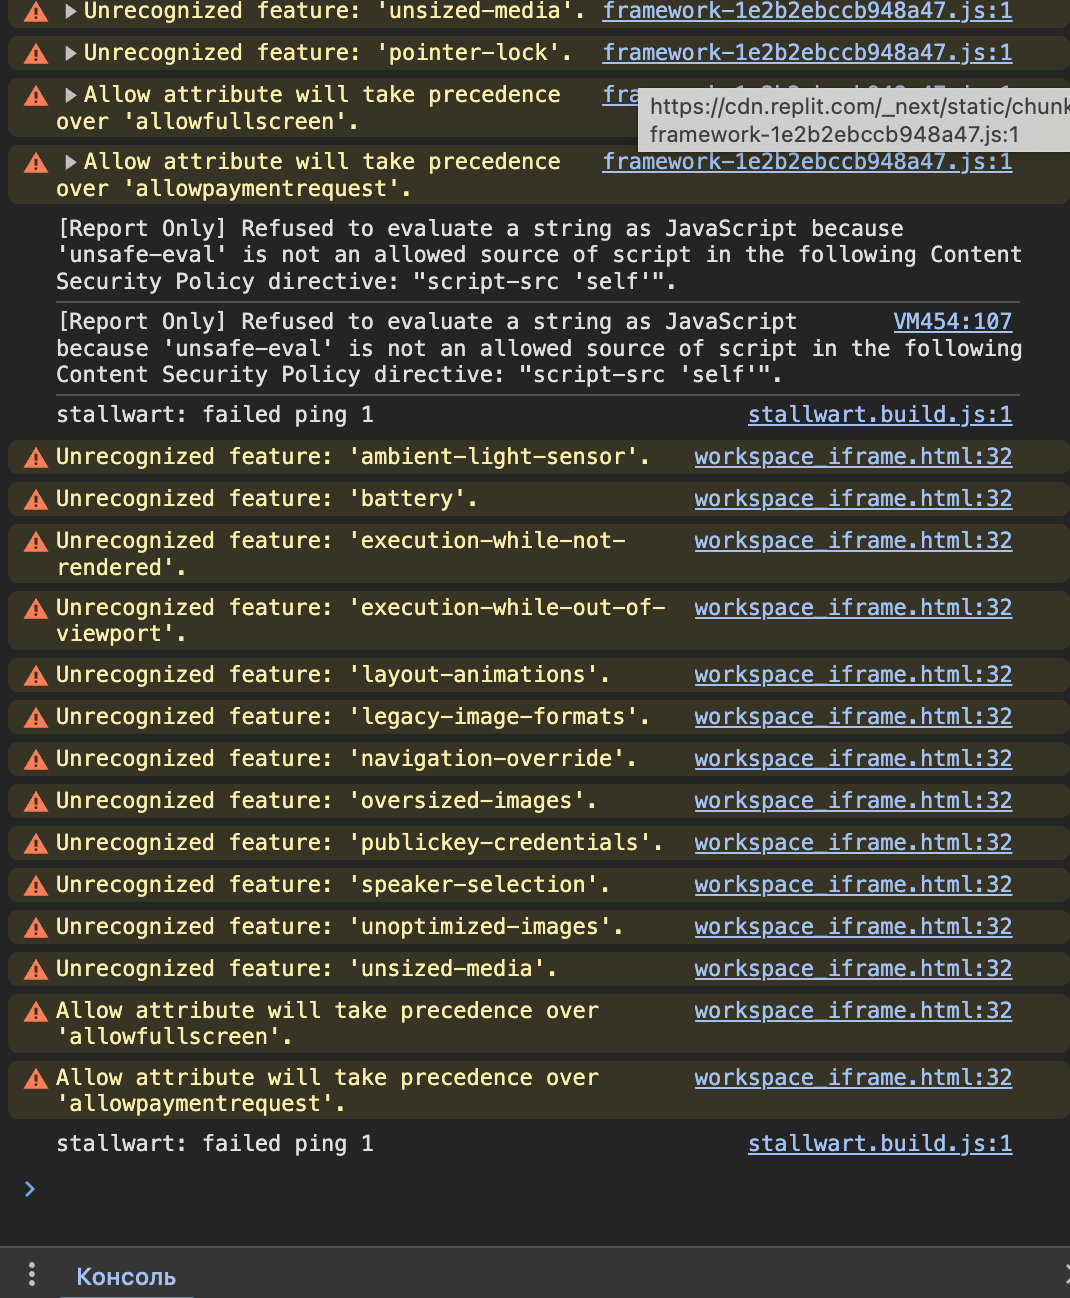 Unrecognized feature: 'unsized-media'. framework-1e2b2ebccb948a47.js:1
Unrecognized feature: 'pointer-lock'. framework-1e2b2ebccb948a47.js:1
Allow attribute will take precedence
over 'allowfullscreen'.
https://cdn.replit.com/_next/static/chunk
framework-1e2b2ebccb948a47.js:1
Allow attribute will take precedence framework-1e2b2ebccb948a47.js:1
over 'allowpaymentrequest'.
[Report Only] Refused to evaluate a string as JavaScript because
'unsafe-eval' is not an allowed source of script in the following Content
Security Policy directive: "script-src 'self'".
[Report Only] Refused to evaluate a string as JavaScript VM454:107
because 'unsafe-eval' is not an allowed source of script in the following
Content Security Policy directive: "script-src 'self'".
stallwart: failed ping 1 stallwart.build.js:1
Unrecognized feature: 'ambient-light-sensor'. workspace_iframe.html:32
Unrecognized feature: 'battery'. workspace_iframe.html:32
Unrecognized feature: 'execution-while-not- workspace_iframe.html:32
rendered'.
Unrecognized feature: 'execution-while-out-of- workspace_iframe.html:32
viewport'.
Unrecognized feature: 'layout-animations'. workspace_iframe.html:32
Unrecognized feature: 'legacy-image-formats'. workspace_iframe.html:32
Unrecognized feature: 'navigation-override'. workspace_iframe.html:32
Unrecognized feature: 'oversized-images'. workspace_iframe.html:32
Unrecognized feature: 'publickey-credentials'. workspace_iframe.html:32
Unrecognized feature: 'speaker-selection'. workspace_iframe.html:32
Unrecognized feature: 'unoptimized-images'. workspace_iframe.html:32
Unrecognized feature: 'unsized-media'. workspace_iframe.html:32
Allow attribute will take precedence over workspace_iframe.html:32
'allowfullscreen'.
Allow attribute will take precedence over workspace_iframe.html:32
'allowpaymentrequest'.
stallwart: failed ping 1 stallwart.build.js:1
Консоль